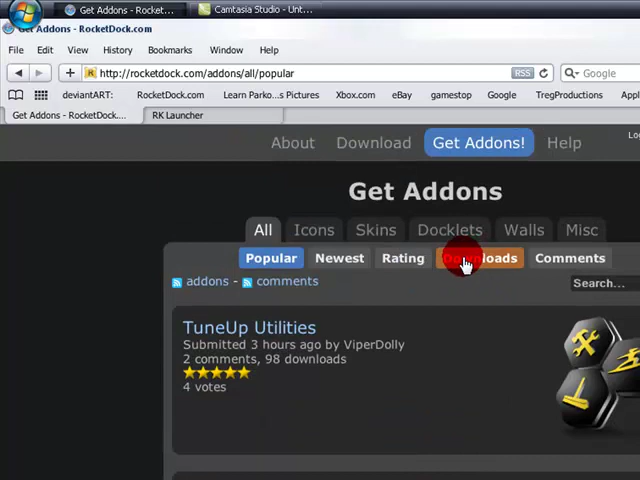 Get Addons - Rocket... Camtasia Studio - Unt...
Get Addons - RocketDock.com
File Edit View History Bookmarks Window Help
http://rocketdock.com/addons/all/popular RSS Google
deviantART: RocketDock.com Learn Parko...s Pictures Xbox.com eBay gamestop Google TregProductions Appl
Get Addons - RocketDock.com... RK Launcher
About Download Get Addons! Help Log
Get Addons
All Icons Skins Docklets Walls Misc
Popular Newest Rating Downloads Comments
addons - comments Search...
TuneUp Utilities
Submitted 3 hours ago by ViperDolly
2 comments, 98 downloads
4 votes